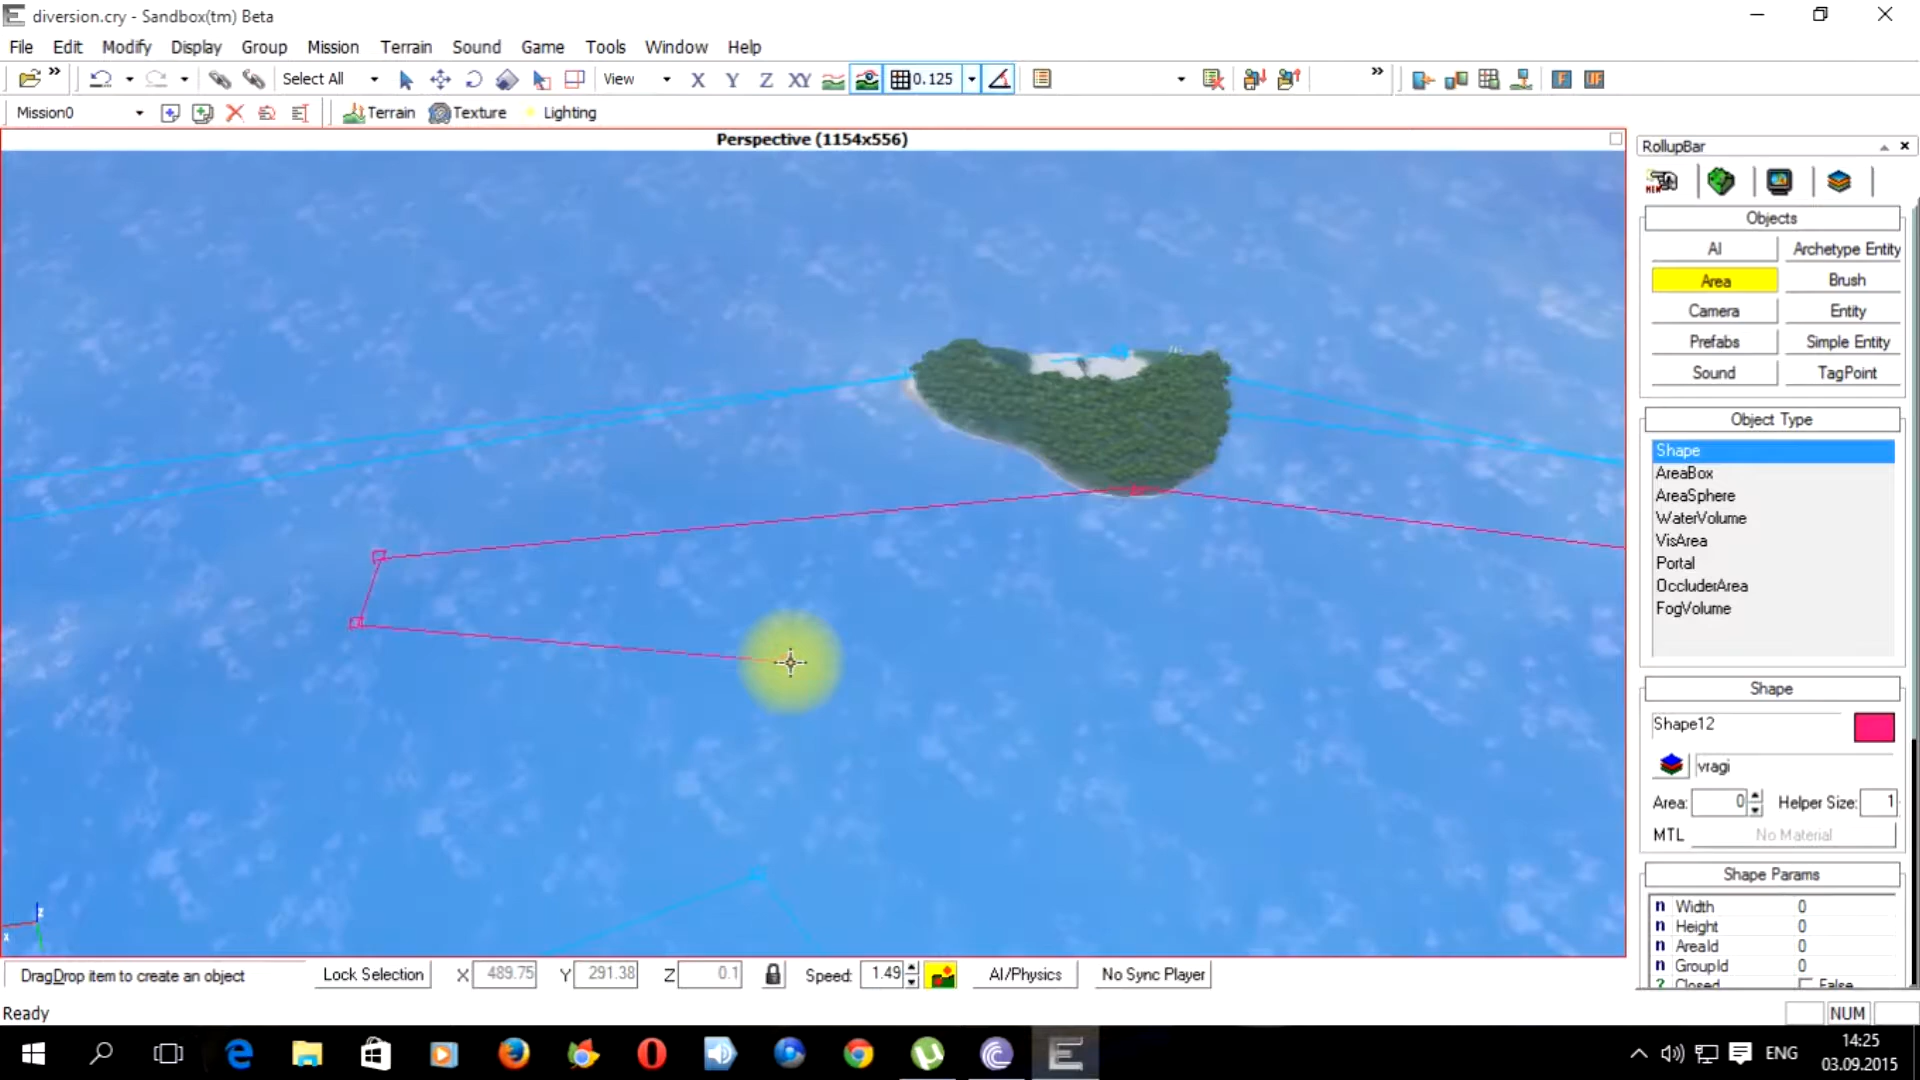 diversion.cry - Sandbox(tm) Beta
File Edit Modify Display Group Mission Terrain Sound Game Tools Window Help
Select All View X Y Z XY 0.125 F UF
Mission0 Terrain Texture Lighting
Perspective (1154x556)
RollupBar
NEW
Objects
AI Archetype Entity
Area Brush
Camera Entity
Prefabs Simple Entity
Sound TagPoint
Object Type
Shape
AreaBox
AreaSphere
WaterVolume
VisArea
Portal
OccluderArea
FogVolume
Shape
Shape12
vragi
Area: 0 Helper Size: 1
MTL No Material
Shape Params
n Width 0
n Height 0
n AreaId 0
n GroupId 0
? Closed False
z
x
DragDrop item to create an object Lock Selection X 489.75 Y 291.38 Z 0.1 Speed: 1.49 AI/Physics No Sync Player
Ready NUM
ENG 14:25
03.09.2015